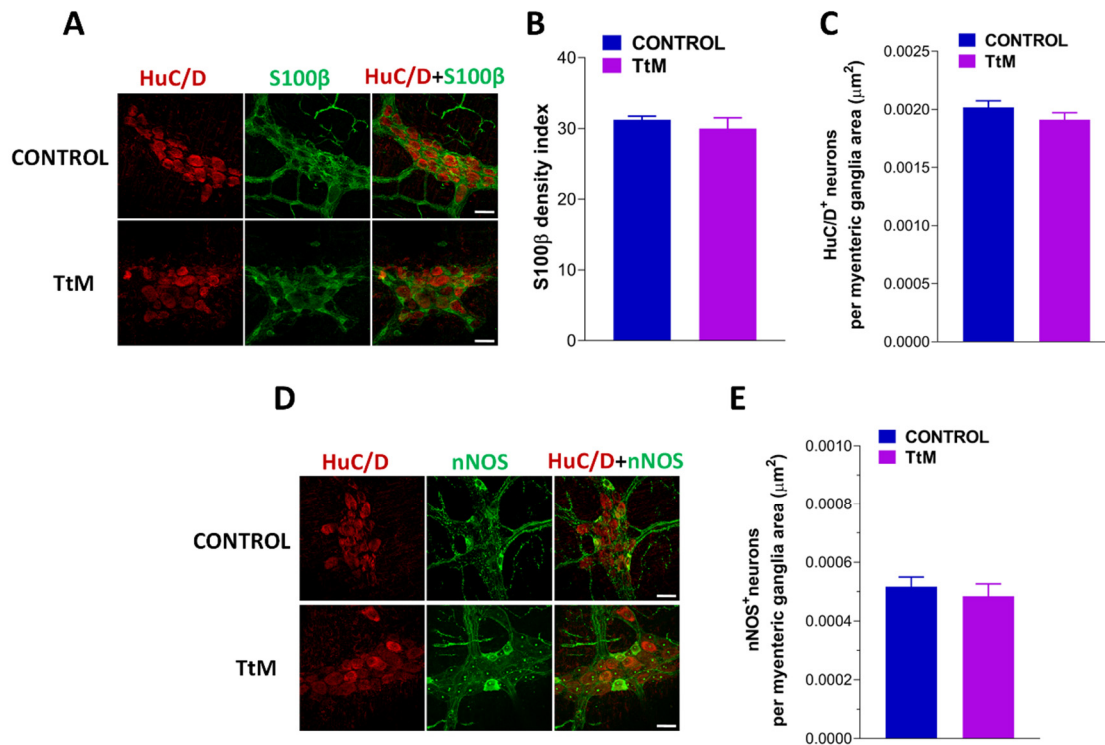 A
HuC/D S100β HuC/D+S100β
CONTROL
TtM
B
CONTROL
TtM
S100β density index
40
30
20
10
0
C
CONTROL
TtM
HuC/D+ neurons
per myenteric ganglia area (μm2)
0.0025
0.0020
0.0015
0.0010
0.0005
0.0000
D
HuC/D nNOS HuC/D+nNOS
CONTROL
TtM
E
CONTROL
TtM
nNOS+neurons
per myenteric ganglia area (μm2)
0.0010
0.0008
0.0006
0.0004
0.0002
0.0000